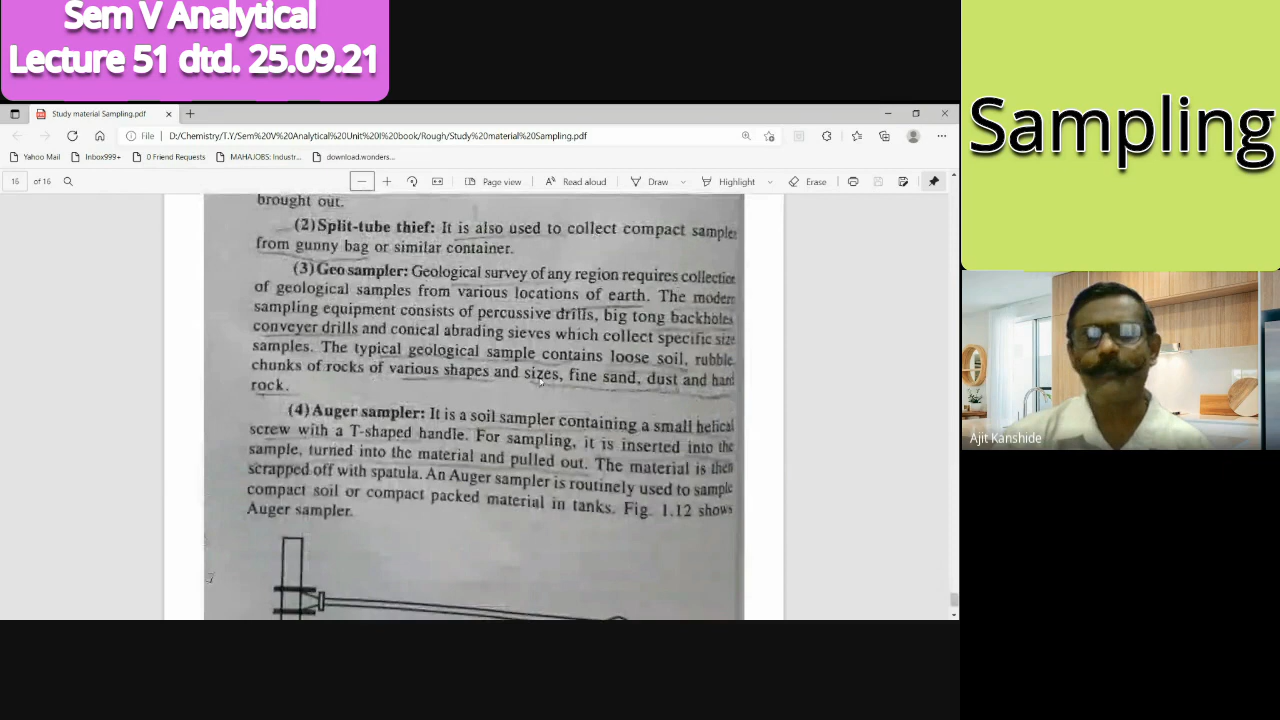 Sem V Analytical
Lecture 51 dtd. 25.09.21
Sampling
Study material Sampling.pdf
File
D:/Chemistry/T.Y/Sem%20V%20Analytical%20Unit%20I%20book/Rough/Study%20material%20Sampling.pdf
Yahoo Mail
Inbox999+
0 Friend Requests
MAHAJOBS: Industr...
download.wonders...
16 of 16
Page view
Read aloud
Draw
Highlight
Erase
brought out.
(2) Split-tube thief: It is also used to collect compact sample
from gunny bag or similar container.
(3) Geo sampler: Geological survey of any region requires collection
of geological samples from various locations of earth. The modern
sampling equipment consists of percussive drills, big tong backholes
conveyer drills and conical abrading sieves which collect specific size
samples. The typical geological sample contains loose soil, rubble
chunks of rocks of various shapes and sizes, fine sand, dust and hard
rock.
(4) Auger sampler: It is a soil sampler containing a small helical
screw with a T-shaped handle. For sampling, it is inserted into the
sample, turned into the material and pulled out. The material is then
scrapped off with spatula. An Auger sampler is routinely used to sample
compact soil or compact packed material in tanks. Fig. 1.12 shows
Auger sampler.
Ajit Kanshide